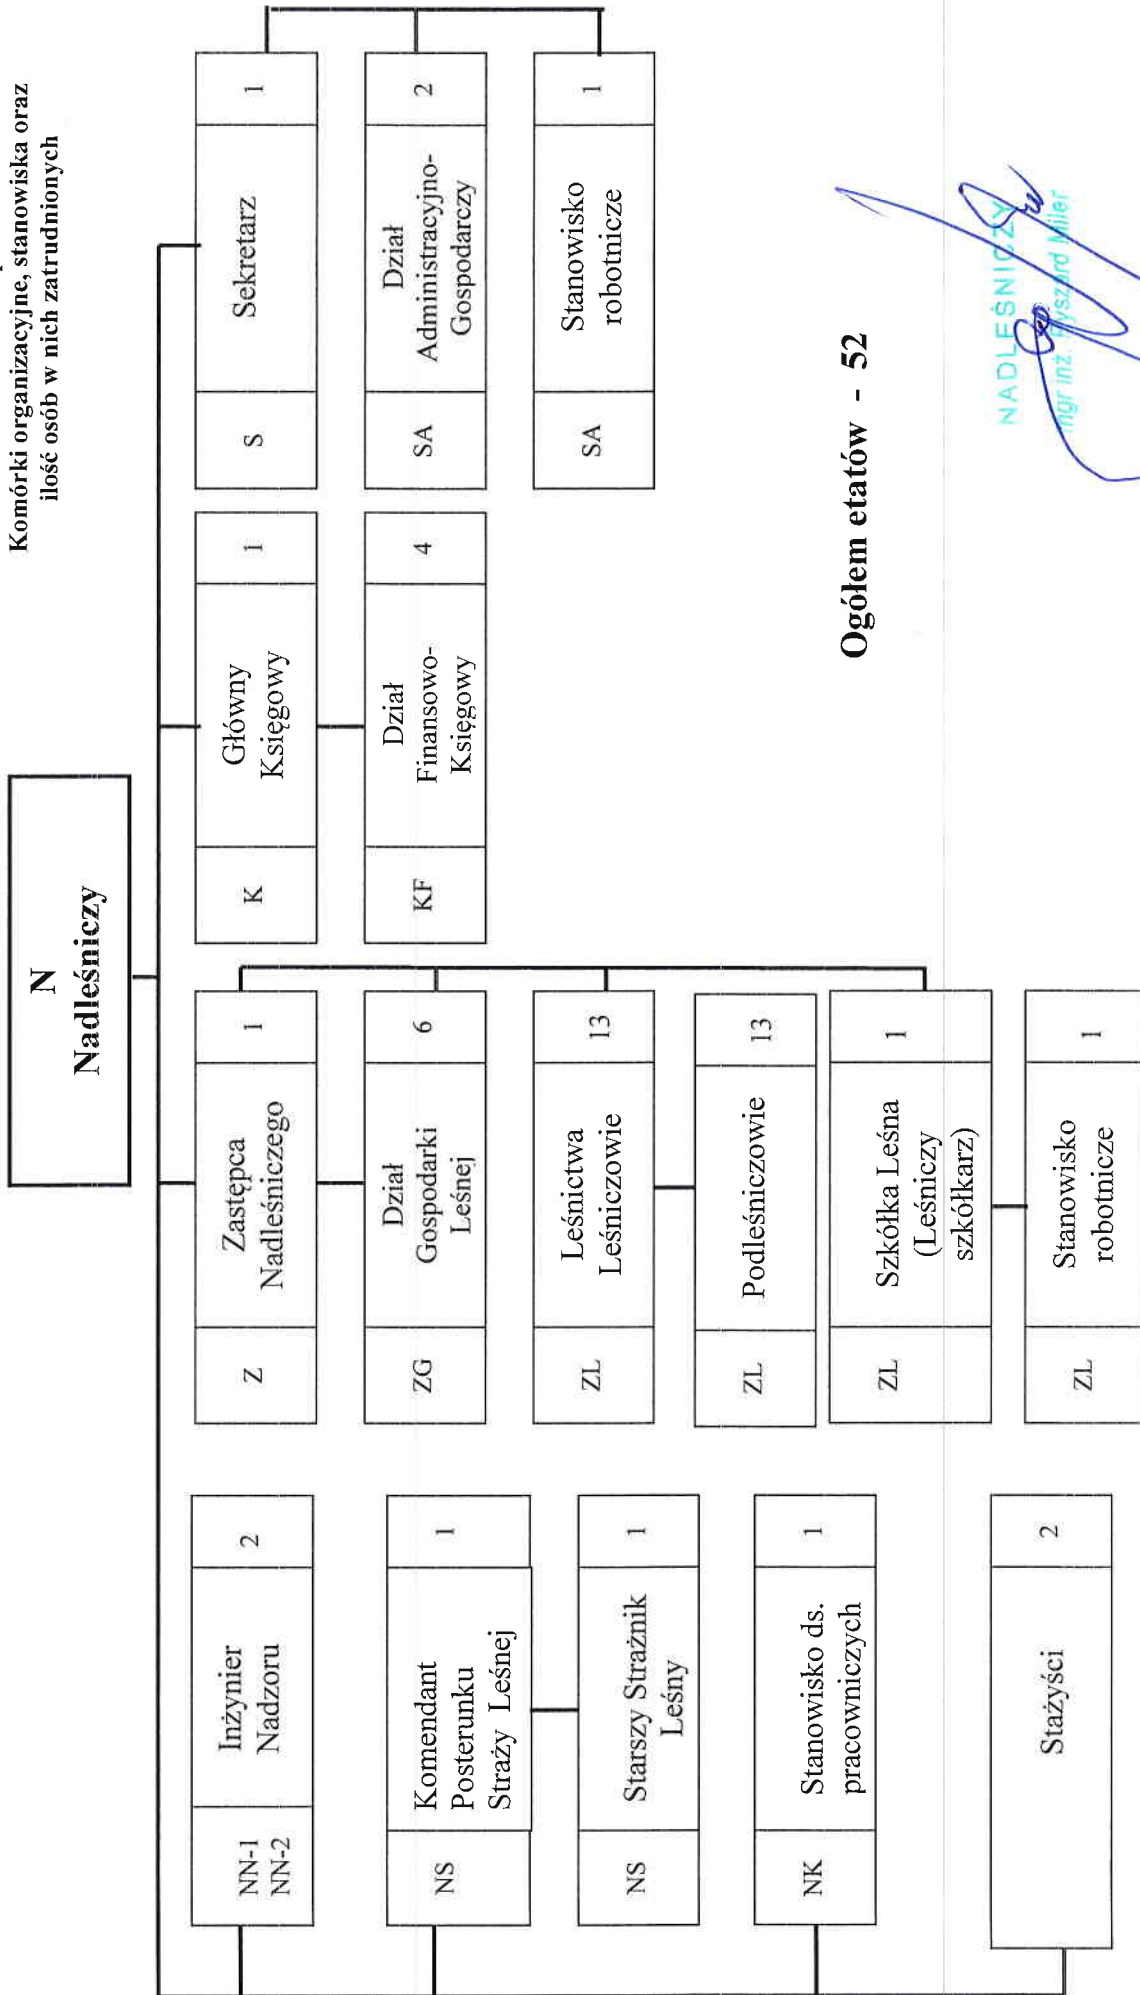 Komórki organizacyjne, stanowiska oraz
ilość osób w nich zatrudnionych
N
Nadleśniczy
NN-1
NN-2
Inżynier
Nadzoru
2
NS
Komendant
Posterunku
Straży Leśnej
1
NS
Starszy Strażnik
Leśny
1
NK
Stanowisko ds.
pracowniczych
1
Stażyści
2
Z
Zastępca
Nadleśniczego
1
ZG
Dział
Gospodarki
Leśnej
6
ZL
Leśnictwa
Leśniczowie
13
ZL
Podleśniczowie
13
ZL
Szkółka Leśna
(Leśniczy
szkółkarz)
1
ZL
Stanowisko
robotnicze
1
K
Główny
Księgowy
1
KF
Dział
Finansowo-
Księgowy
4
S
Sekretarz
1
SA
Dział
Administracyjno-
Gospodarczy
2
SA
Stanowisko
robotnicze
1
Ogółem etatów - 52
NADLEŚNICZY
mgr inż. Ryszard Miler